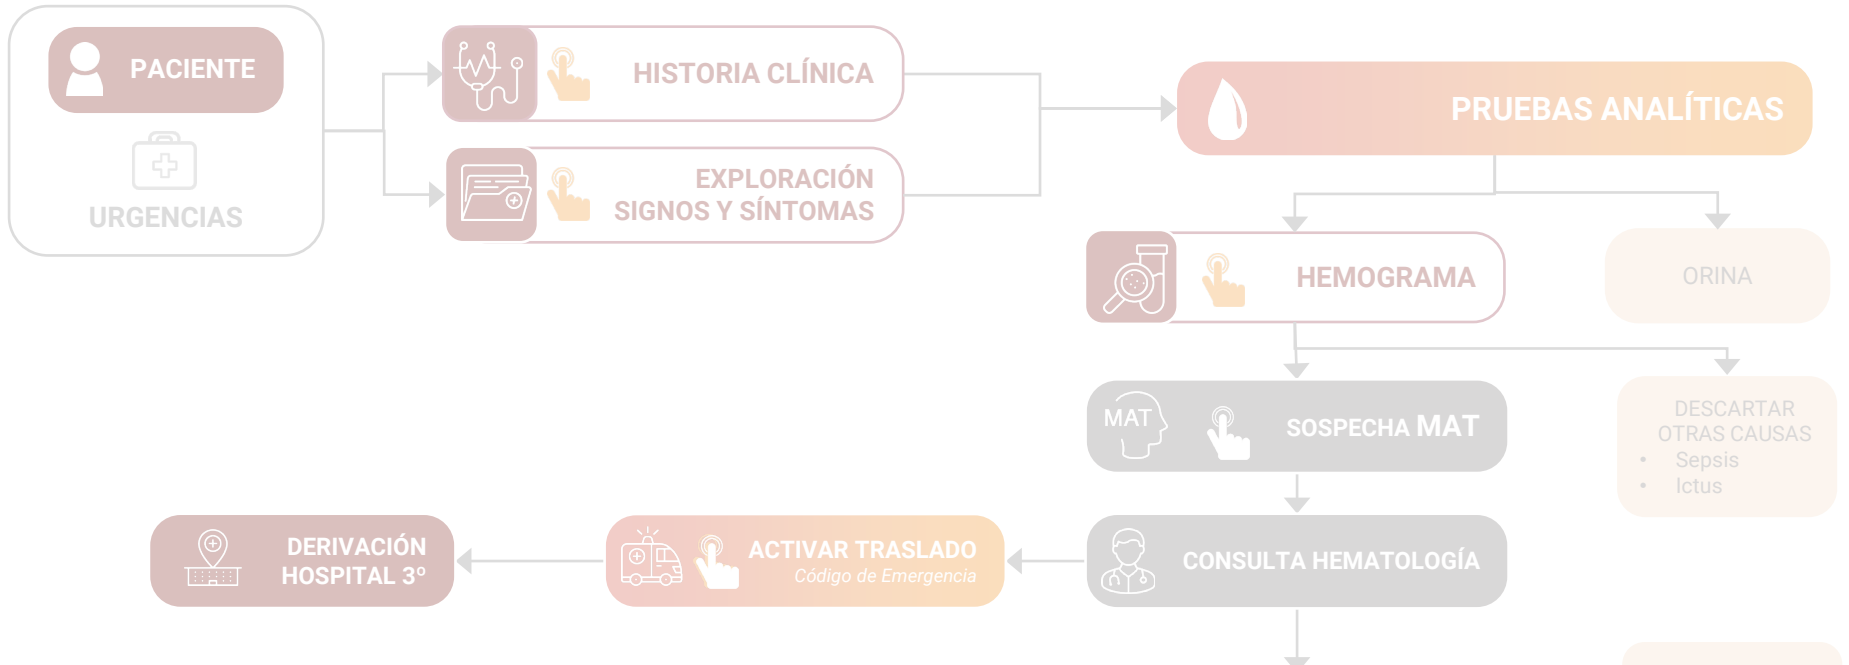 PACIENTE
URGENCIAS
HISTORIA CLÍNICA
EXPLORACIÓN
SIGNOS Y SÍNTOMAS
PRUEBAS ANALÍTICAS
HEMOGRAMA
ORINA
MAT
SOSPECHA MAT
DESCARTAR
OTRAS CAUSAS
• Sepsis
• Ictus
CONSULTA HEMATOLOGÍA
ACTIVAR TRASLADO
Código de Emergencia
DERIVACIÓN
HOSPITAL 3º